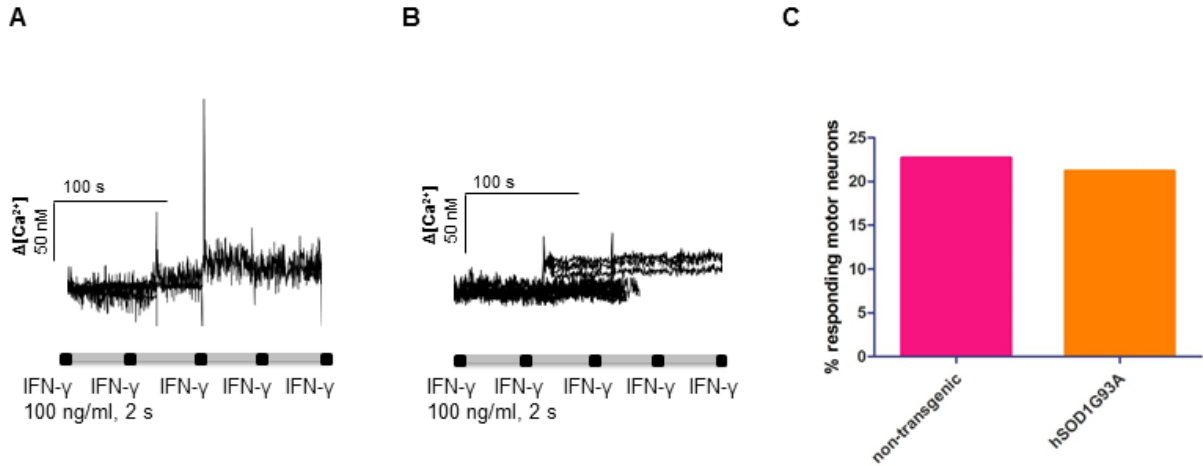 A
100 s
Δ[Ca²⁺]
50 nM
IFN-γ IFN-γ IFN-γ IFN-γ IFN-γ
100 ng/ml, 2 s
B
100 s
Δ[Ca²⁺]
50 nM
IFN-γ IFN-γ IFN-γ IFN-γ IFN-γ
100 ng/ml, 2 s
C
% responding motor neurons
25
20
15
10
5
0
non-transgenic
hSOD1G93A